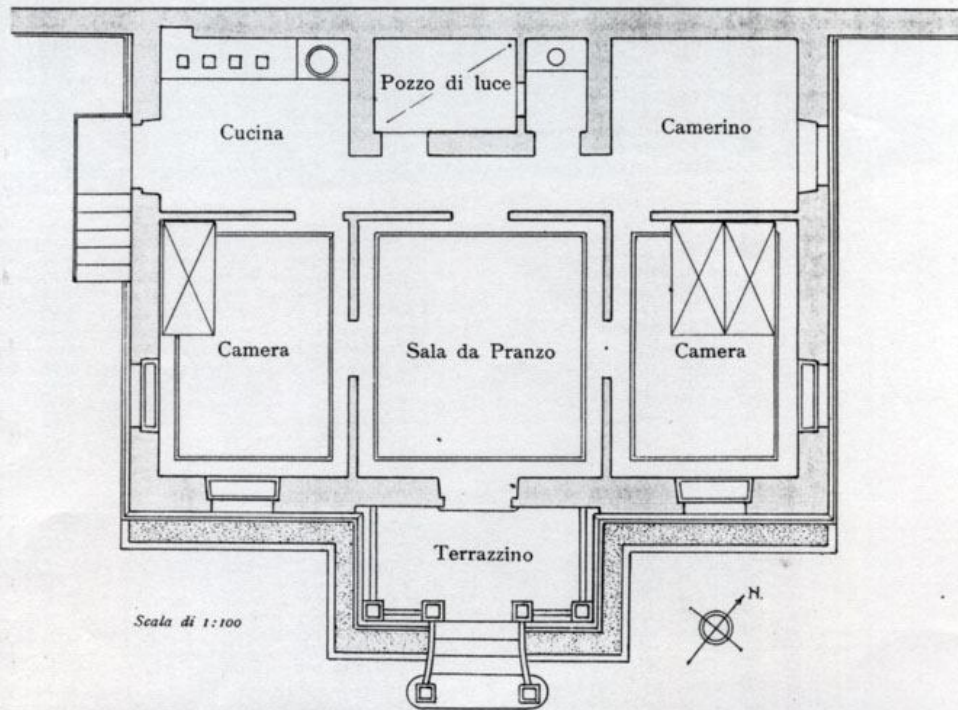 Pozzo di luce
Cucina
Camerino
Camera
Sala da Pranzo
Camera
Terrazzino
N.
Scala di 1:100